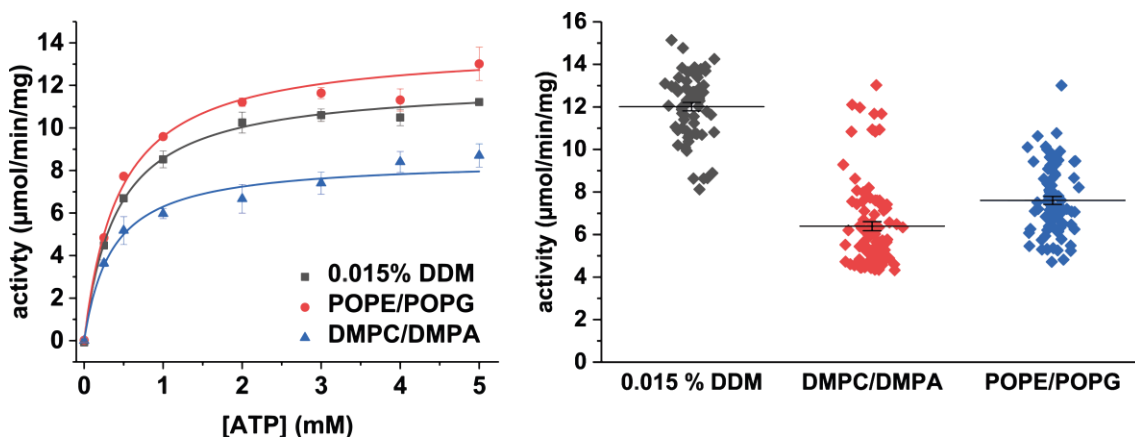 activity (μmol/min/mg)
14
12
10
8
6
4
2
0
0.015% DDM
POPE/POPG
DMPC/DMPA
0 1 2 3 4 5
[ATP] (mM)
activity (μmol/min/mg)
16
14
12
10
8
6
4
2
0
0.015 % DDM DMPC/DMPA POPE/POPG